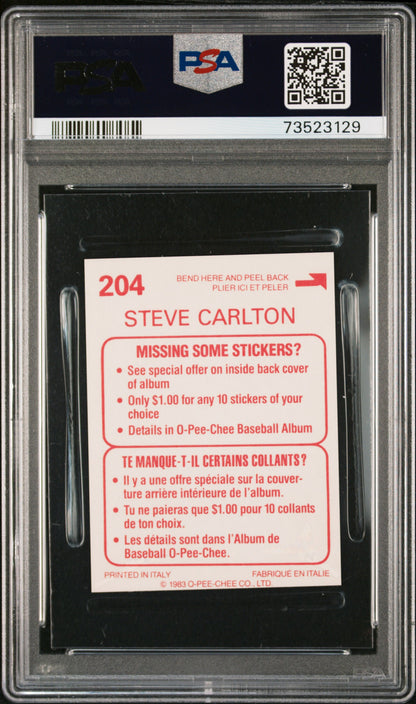 PSA
PSA
73523129
204
BEND HERE AND PEEL BACK
PLIER ICI ET PELER
STEVE CARLTON
MISSING SOME STICKERS?
• See special offer on inside back cover
of album
• Only $1.00 for any 10 stickers of your
choice
• Details in O-Pee-Chee Baseball Album
TE MANQUE-T-IL CERTAINS COLLANTS?
• Il y a une offre spéciale sur la couver-
ture arrière intérieure de l'album.
• Tu ne paieras que $1.00 pour 10 collants
de ton choix.
• Les détails sont dans l'Album de
Baseball O-Pee-Chee.
PRINTED IN ITALY FABRIQUE EN ITALIE
© 1983 O-PEE-CHEE CO., LTD.